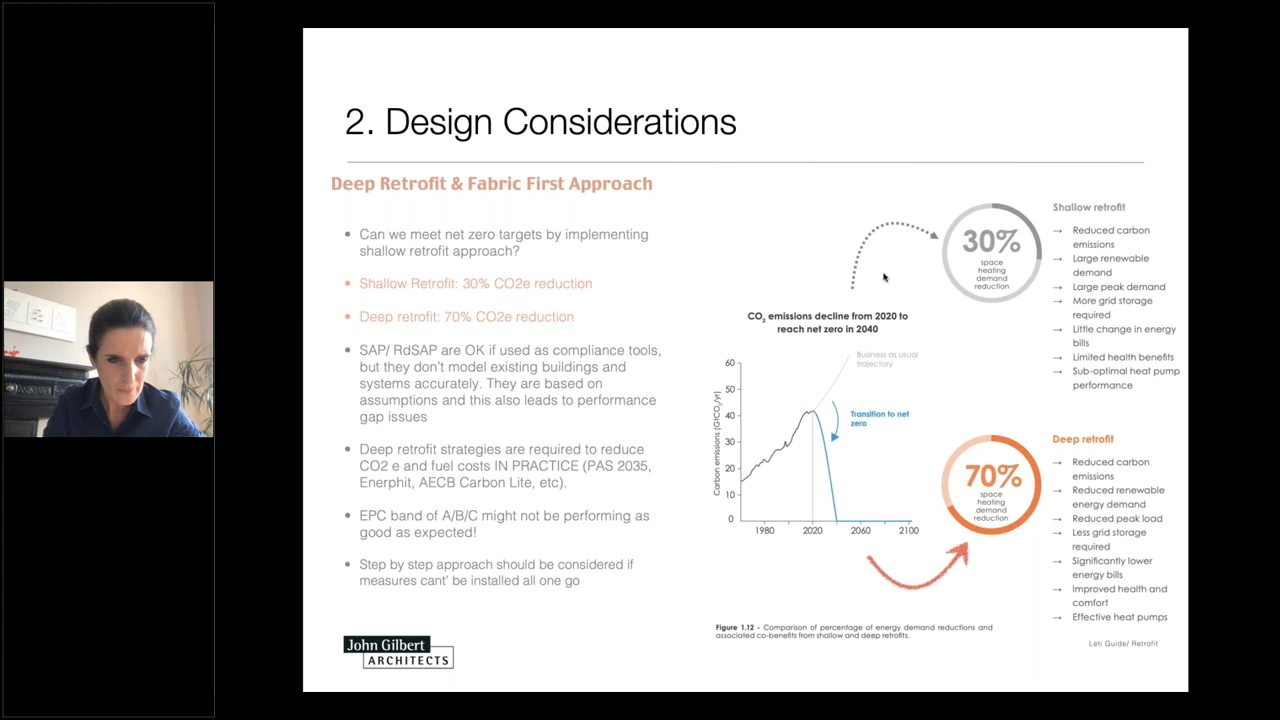 2. Design Considerations
Deep Retrofit & Fabric First Approach
• Can we meet net zero targets by implementing
shallow retrofit approach?
• Shallow Retrofit: 30% CO2e reduction
• Deep retrofit: 70% CO2e reduction
• SAP/ RdSAP are OK if used as compliance tools,
but they don't model existing buildings and
systems accurately. They are based on
assumptions and this also leads to performance
gap issues
• Deep retrofit strategies are required to reduce
CO2 e and fuel costs IN PRACTICE (PAS 2035,
Enerphit, AECB Carbon Lite, etc).
• EPC band of A/B/C might not be performing as
good as expected!
• Step by step approach should be considered if
measures cant' be installed all one go
John Gilbert
ARCHITECTS
CO₂ emissions decline from 2020 to
reach net zero in 2040
Business as usual
trajectory
Transition to net
zero
Carbon emissions (GtCO₂/yr)
60
50
40
30
20
10
0
1980
2020
2060
2100
Figure 1.12 - Comparison of percentage of energy demand reductions and
associated co-benefits from shallow and deep retrofits.
30%
space
heating
demand
reduction
Shallow retrofit
→ Reduced carbon
emissions
→ Large renewable
demand
→ Large peak demand
→ More grid storage
required
→ Little change in energy
bills
→ Limited health benefits
→ Sub-optimal heat pump
performance
70%
space
heating
demand
reduction
Deep retrofit
→ Reduced carbon
emissions
→ Reduced renewable
energy demand
→ Reduced peak load
→ Less grid storage
required
→ Significantly lower
energy bills
→ Improved health and
comfort
→ Effective heat pumps
Leti Guide/ Retrofit